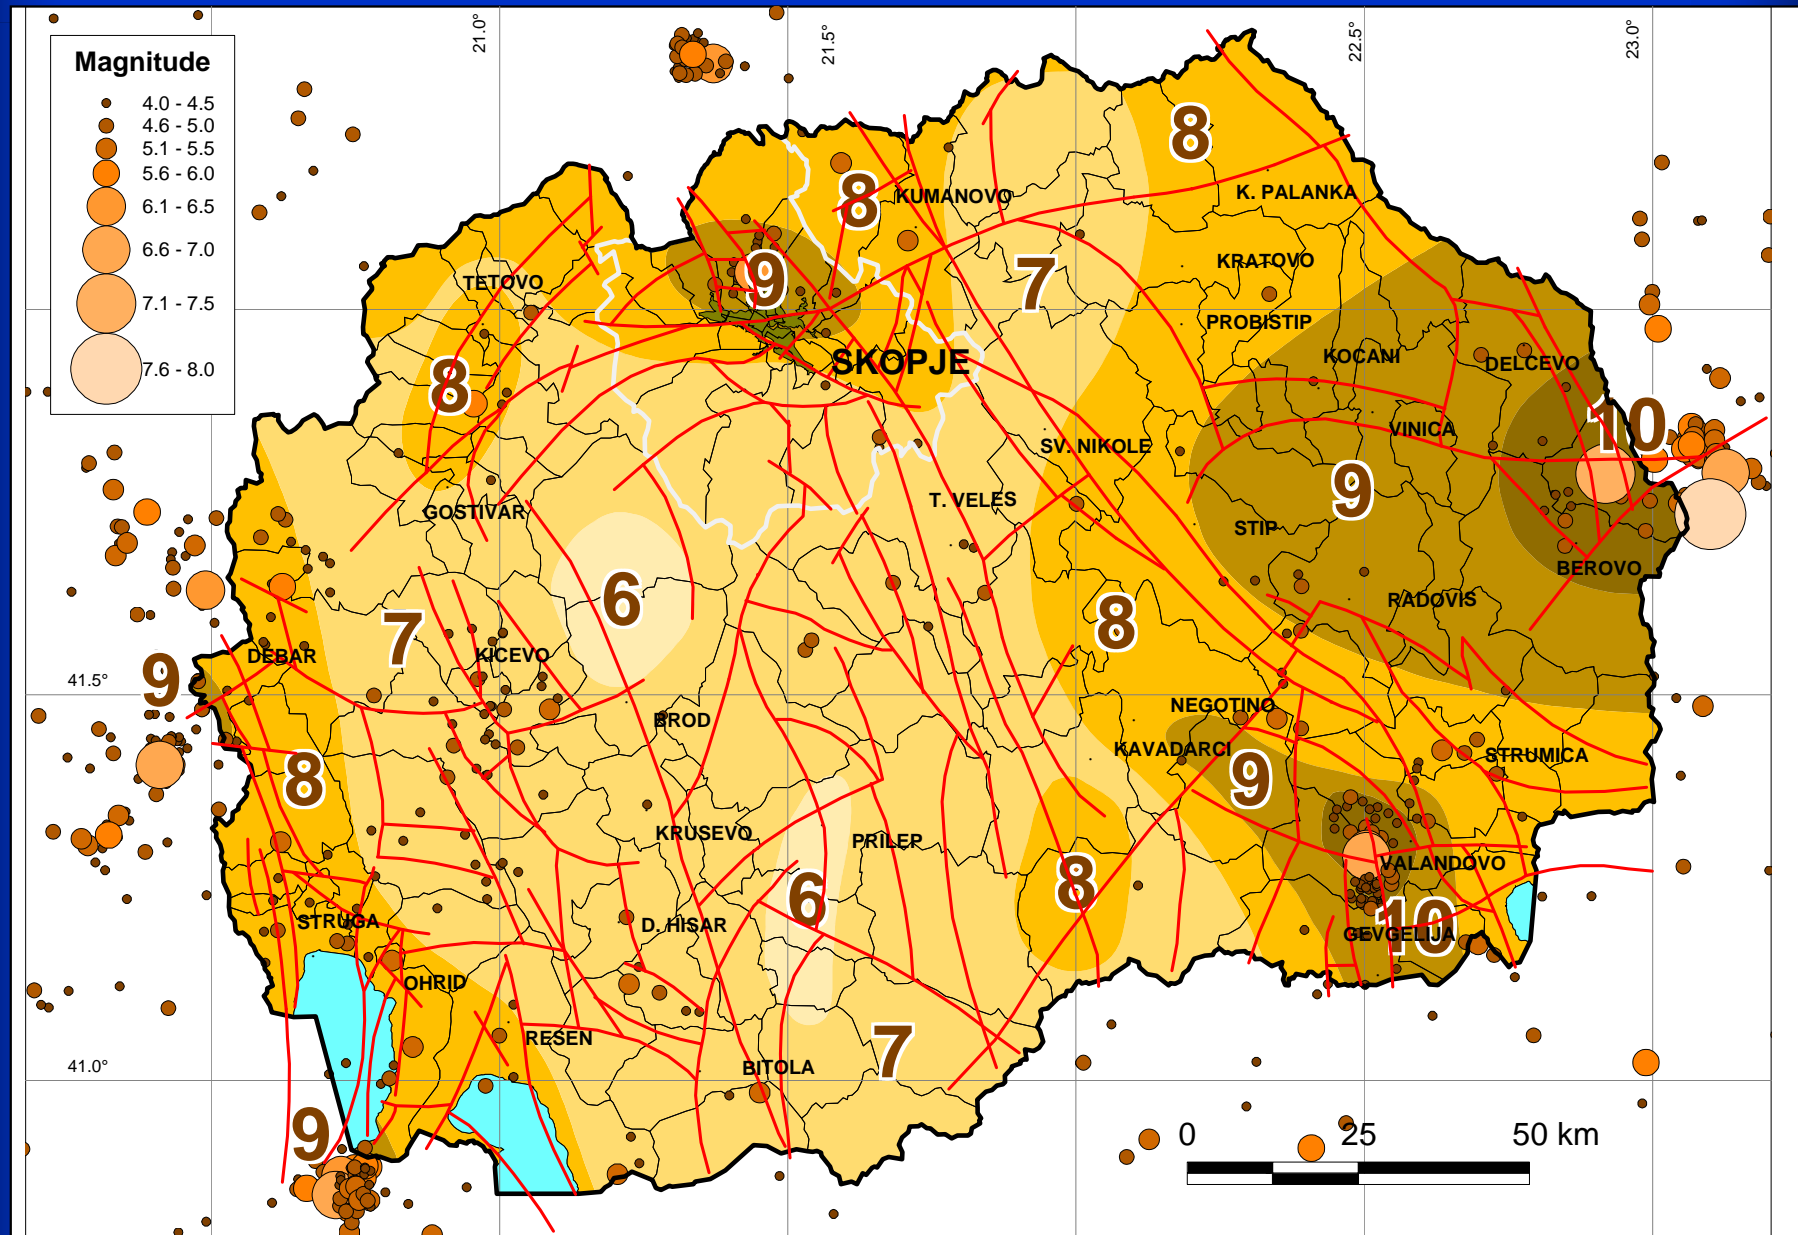 21.0°
21.5°
22.5°
23.0°
Magnitude
4.0 - 4.5
4.6 - 5.0
5.1 - 5.5
5.6 - 6.0
6.1 - 6.5
6.6 - 7.0
7.1 - 7.5
7.6 - 8.0
8
8
KUMANOVO
K. PALANKA
TETOVO
9
7
KRATOVO
PROBISTIP
SKOPJE
KOCANI
DELCEVO
8
10
VINICA
SV. NIKOLE
9
T. VELES
GOSTIVAR
STIP
BEROVO
6
RADOVIS
8
7
DEBAR
KICEVO
9
41.5°
NEGOTINO
BROD
KAVADARCI
STRUMICA
8
9
KRUSEVO
PRILEP
VALANDOVO
8
6
STRUGA
D. HISAR
10
GEVGELIJA
OHRID
RESEN
7
BITOLA
41.0°
9
0 25 50 km